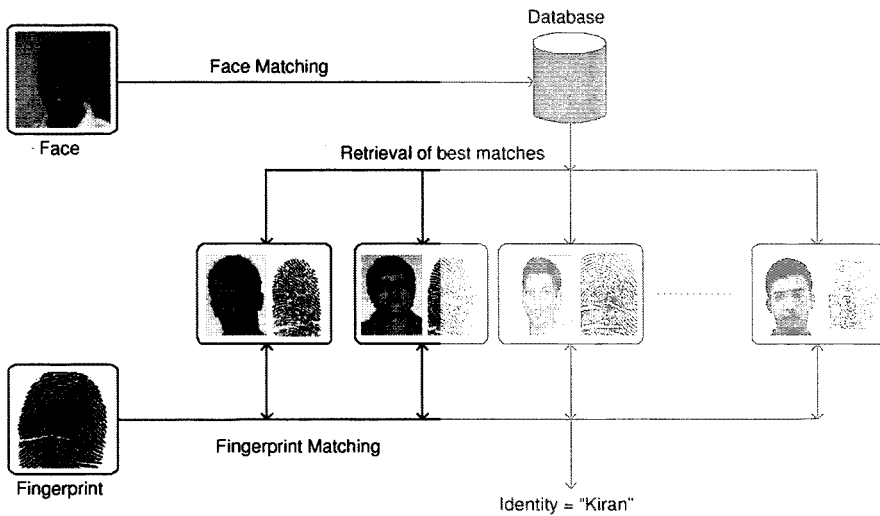 Database
Face Matching
Face
Retrieval of best matches
Fingerprint Matching
Fingerprint
Identity = "Kiran"